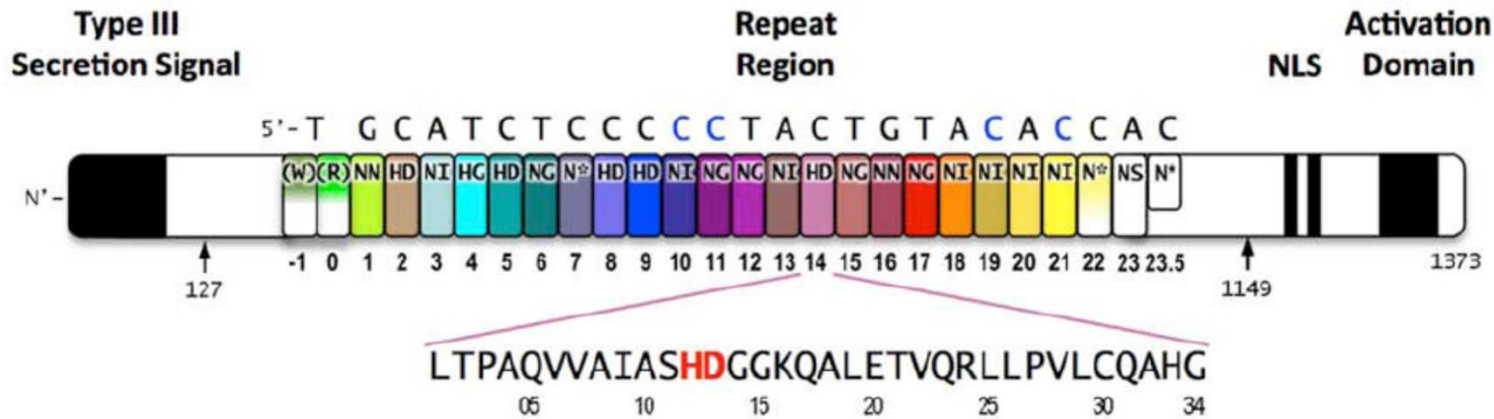 Type III Repeat Activation
Secretion Signal Region NLS Domain
5'-T G C A T C T C C C C C T A C T G T A C A C C A C
N'- (W) (R) NN HD NI HG HD NG N* HD HD NI NG NG NI HD NG NN NG NI NI NI NI N* NS N*
-1 0 1 2 3 4 5 6 7 8 9 10 11 12 13 14 15 16 17 18 19 20 21 22 23 23.5 1373
127 1149
LTPAQVVAIASHDGGKQALETVQRLLPVLCQAHG
05 10 15 20 25 30 34